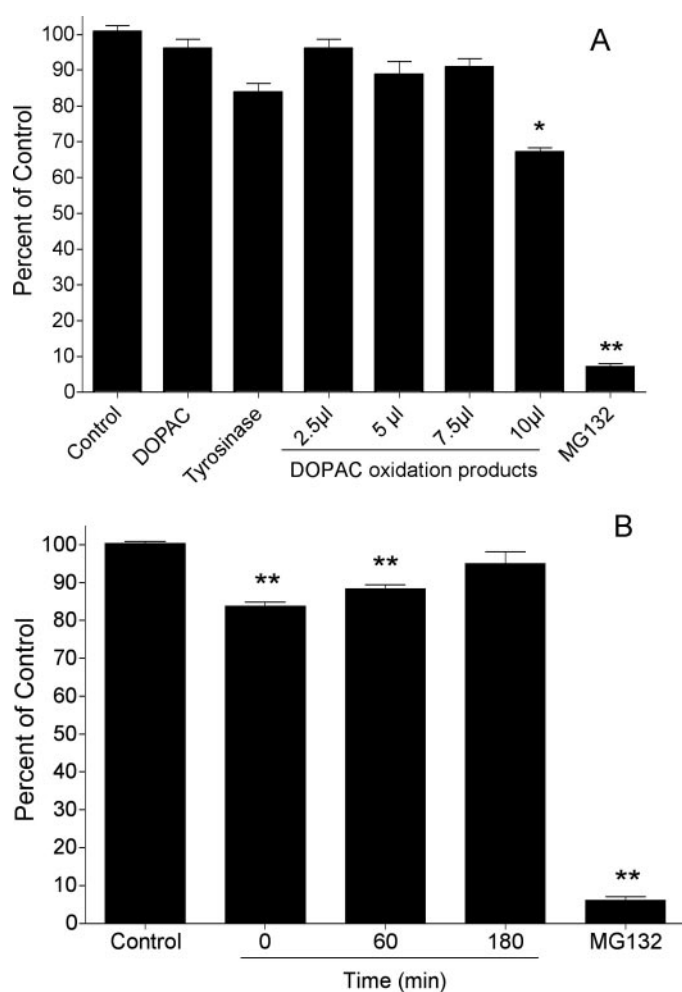 A
Percent of Control
100
90
80
70
60
50
40
30
20
10
0
*
**
Control
DOPAC
Tyrosinase
2.5µl
5 µl
7.5µl
10µl
MG132
DOPAC oxidation products
B
Percent of Control
100
90
80
70
60
50
40
30
20
10
0
**
**
**
Control 0 60 180 MG132
Time (min)